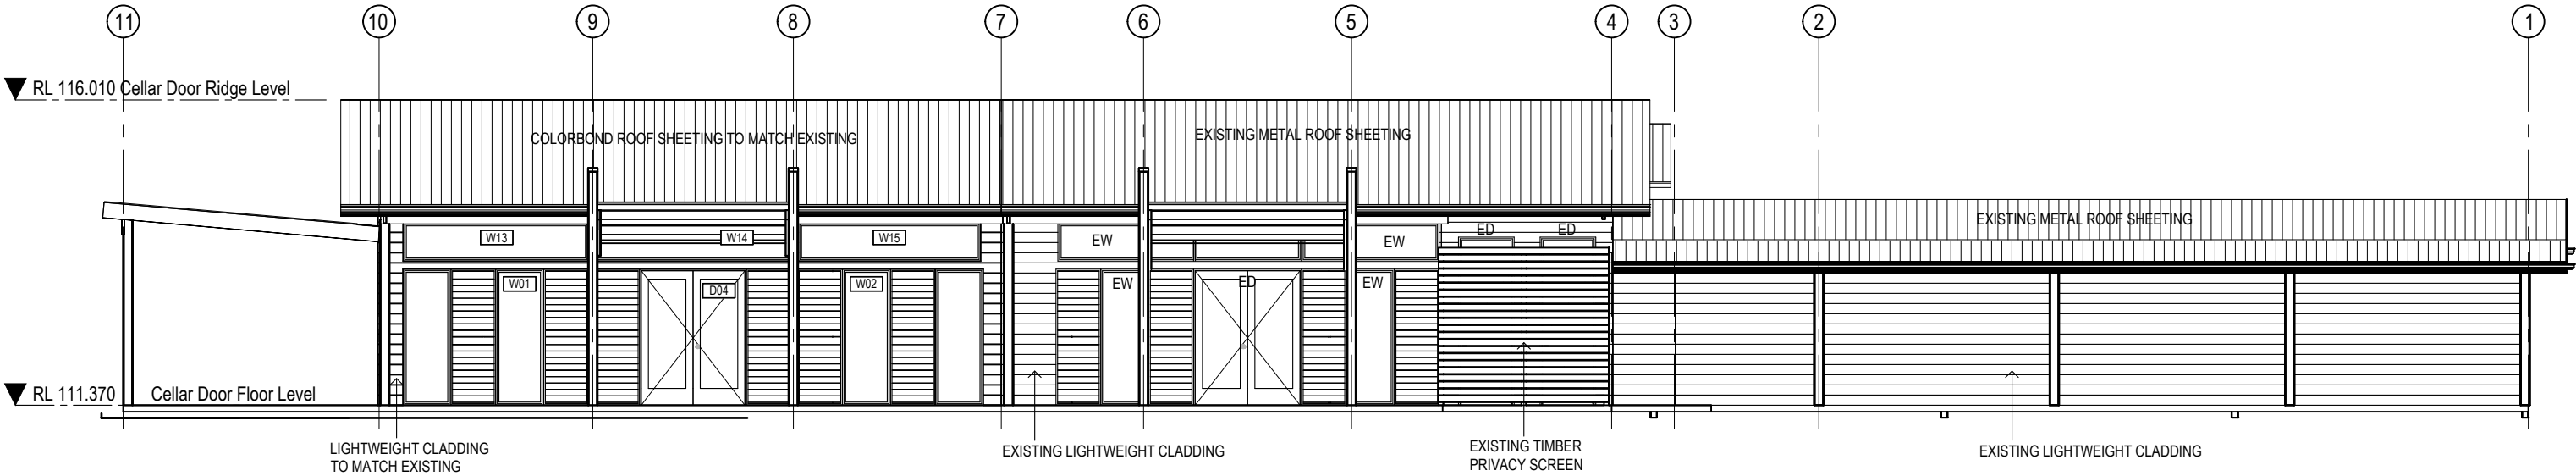 11 10 9 8 7 6 5 4 3 2 1
RL 116.010 Cellar Door Ridge Level
COLORBOND ROOF SHEETING TO MATCH EXISTING
EXISTING METAL ROOF SHEETING
EXISTING METAL ROOF SHEETING
W13 W14 W15 EW EW ED ED
W01 D04 W02 EW ED EW
RL 111.370 Cellar Door Floor Level
LIGHTWEIGHT CLADDING
TO MATCH EXISTING
EXISTING LIGHTWEIGHT CLADDING
EXISTING TIMBER
PRIVACY SCREEN
EXISTING LIGHTWEIGHT CLADDING